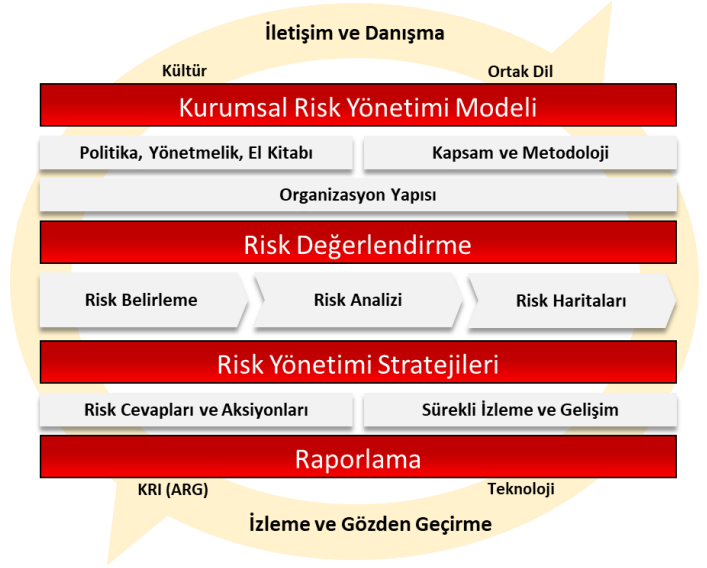 İletişim ve Danışma
Kültür
Ortak Dil
Kurumsal Risk Yönetimi Modeli
Politika, Yönetmelik, El Kitabı
Kapsam ve Metodoloji
Organizasyon Yapısı
Risk Değerlendirme
Risk Belirleme
Risk Analizi
Risk Haritaları
Risk Yönetimi Stratejileri
Risk Cevapları ve Aksiyonları
Sürekli İzleme ve Gelişim
Raporlama
KRI (ARG)
Teknoloji
İzleme ve Gözden Geçirme